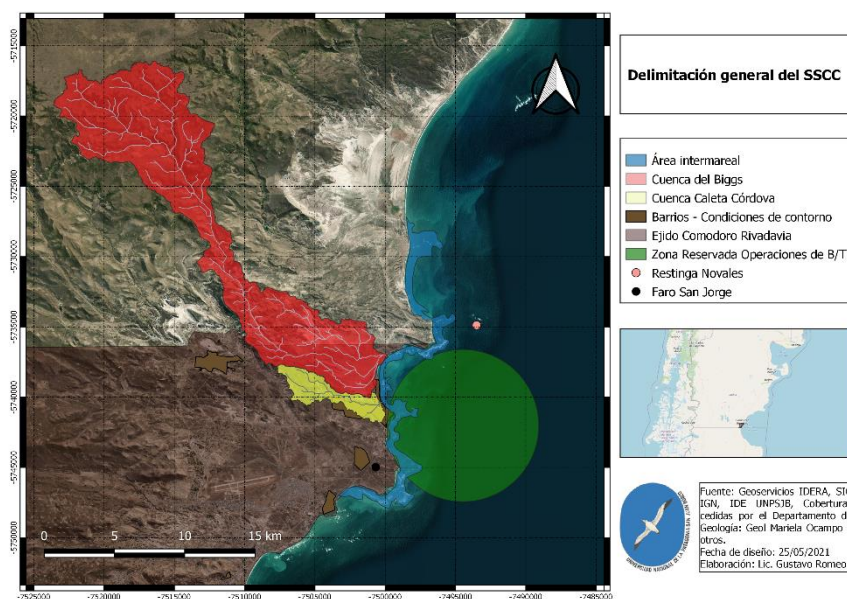 Delimitación general del SSCC
Área intermareal
Cuenca del Biggs
Cuenca Caleta Córdova
Barrios - Condiciones de contorno
Ejido Comodoro Rivadavia
Zona Reservada Operaciones de B/T
Restinga Novales
Faro San Jorge
Fuente: Geoservicios IDERA, SIG
IGN, IDE UNPSJB, Cobertura
cedidas por el Departamento d
Geología: Geol Mariela Ocampo
otros.
Fecha de diseño: 25/05/2021
Elaboración: Lic. Gustavo Romeo
-5715000
-5720000
-5725000
-5730000
-5735000
-5740000
-5745000
-5750000
0 5 10 15 km
-7525000 -7520000 -7515000 -7510000 -7505000 -7500000 -7495000 -7490000 -7485000